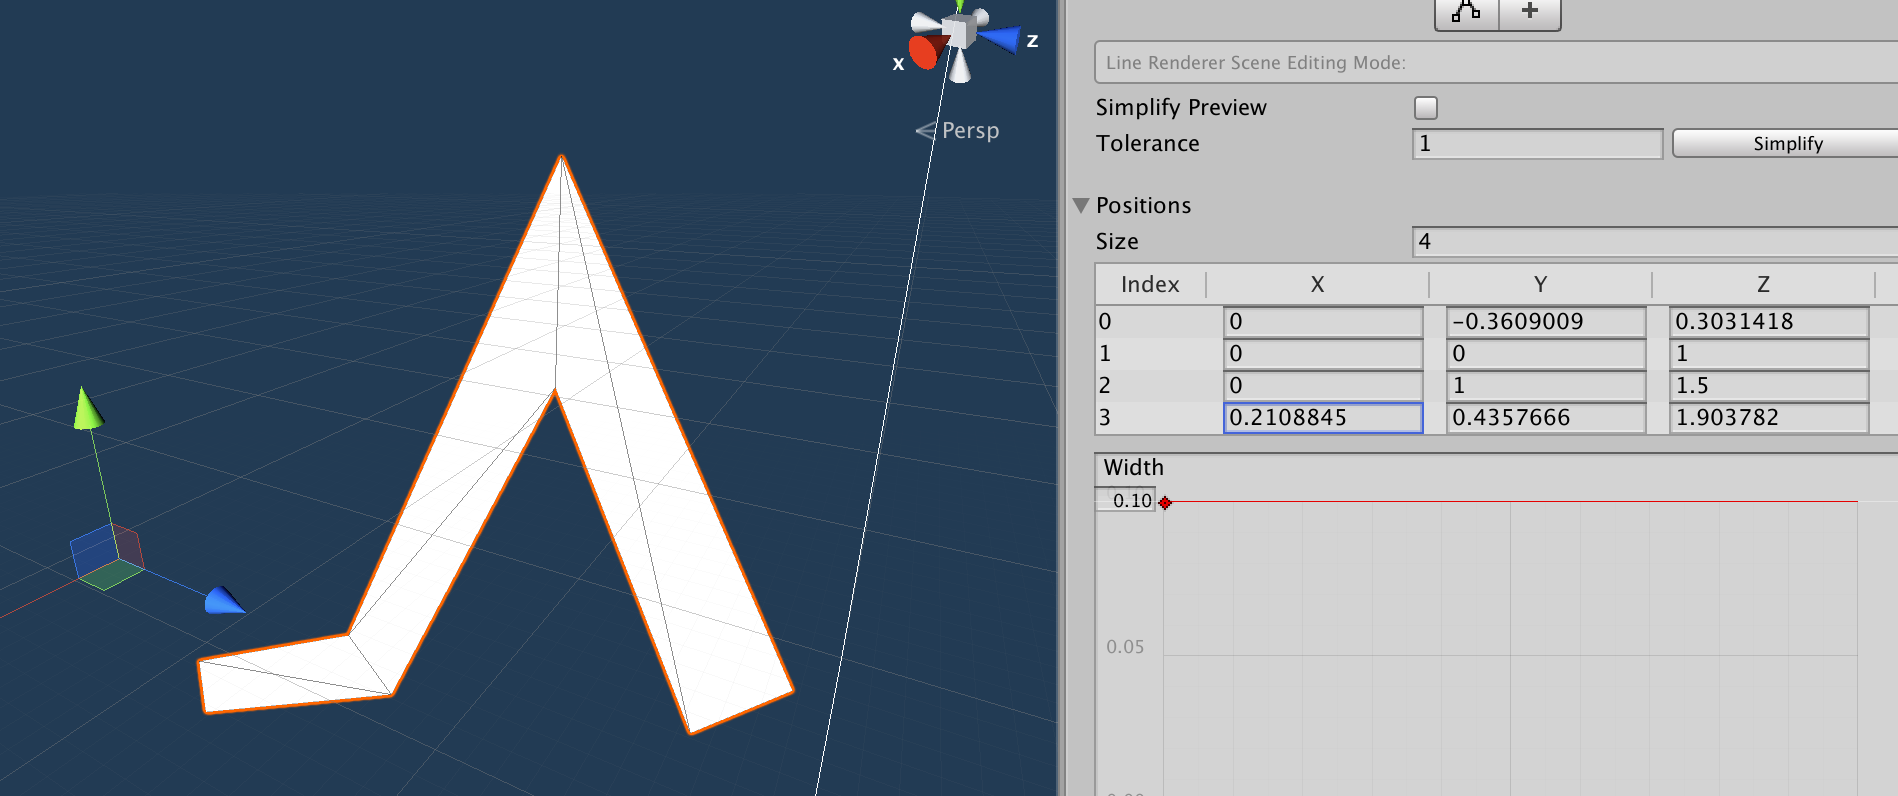 x
z
Persp
Line Renderer Scene Editing Mode:
Simplify Preview
Tolerance 1 Simplify
Positions
Size 4
Index X Y Z
0 0 -0.3609009 0.3031418
1 0 0 1
2 0 1 1.5
3 0.2108845 0.4357666 1.903782
Width
0.10
0.05